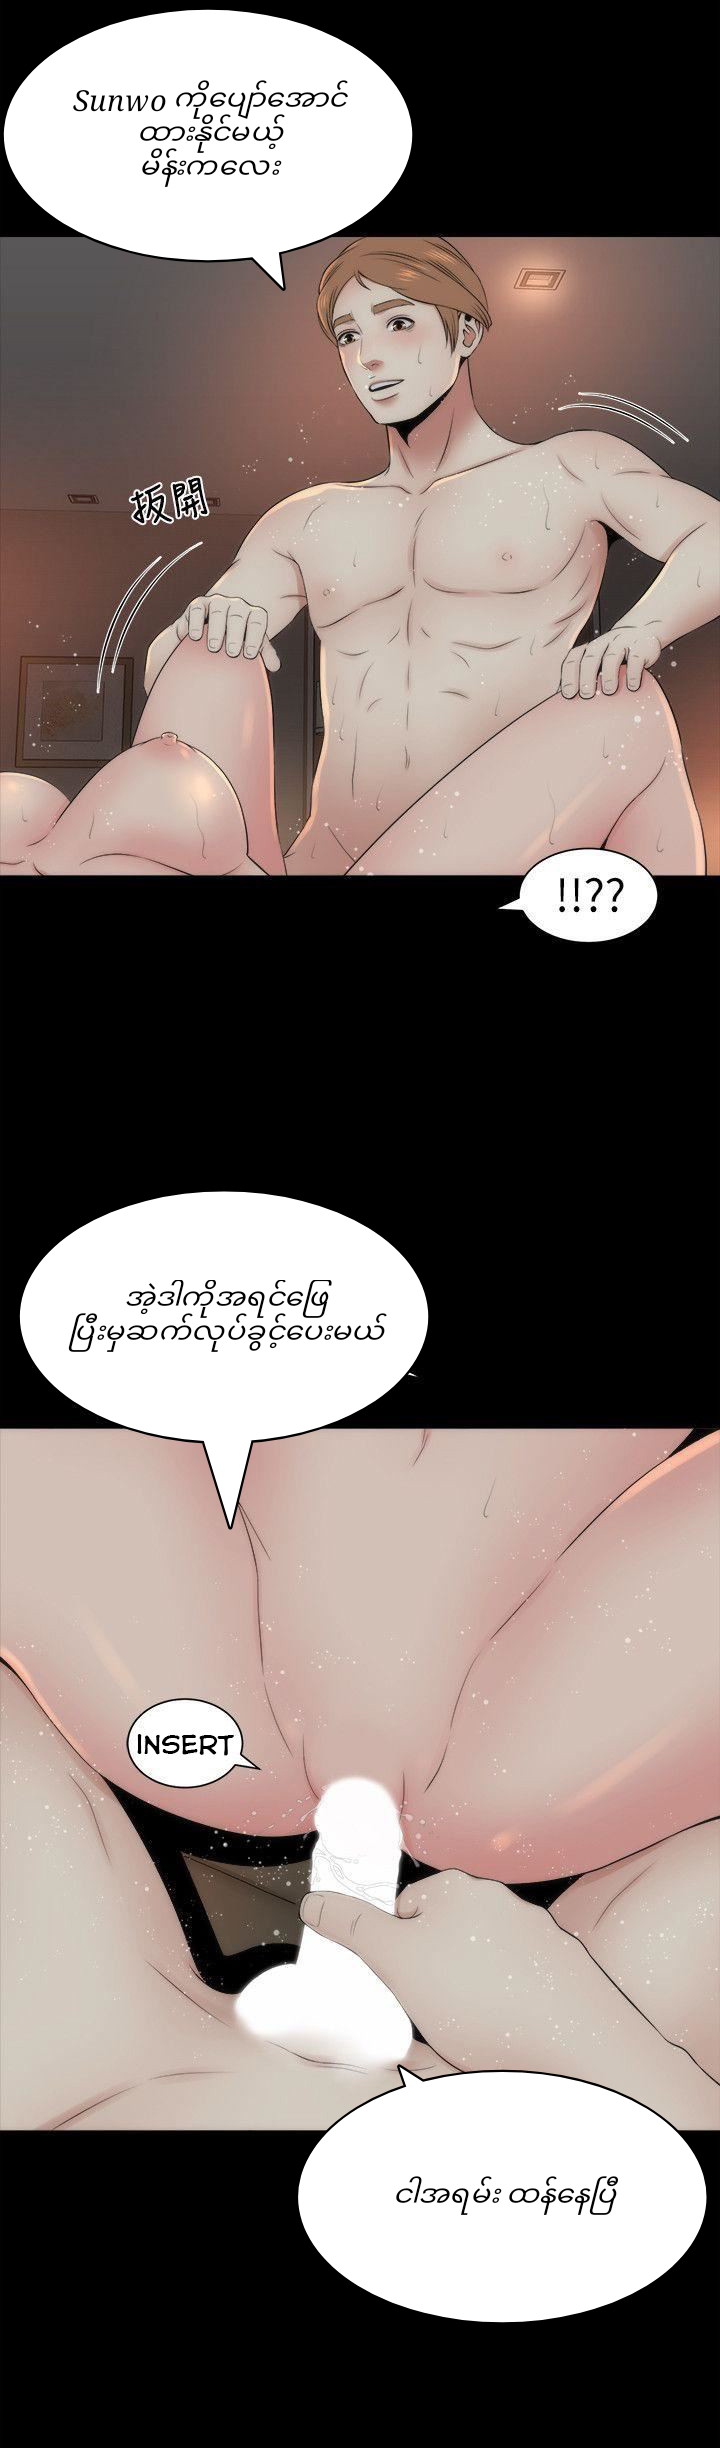 Sunwo ကိုပျော်အောင်
ထားနိုင်မယ့်
မိန်းကလေး
扳開
!!??
အဲ့ဒါကိုအရင်ဖြေ
ပြီးမှဆက်လုပ်ခွင့်ပေးမယ်
INSERT
ငါအရမ်း ထန်နေပြီ